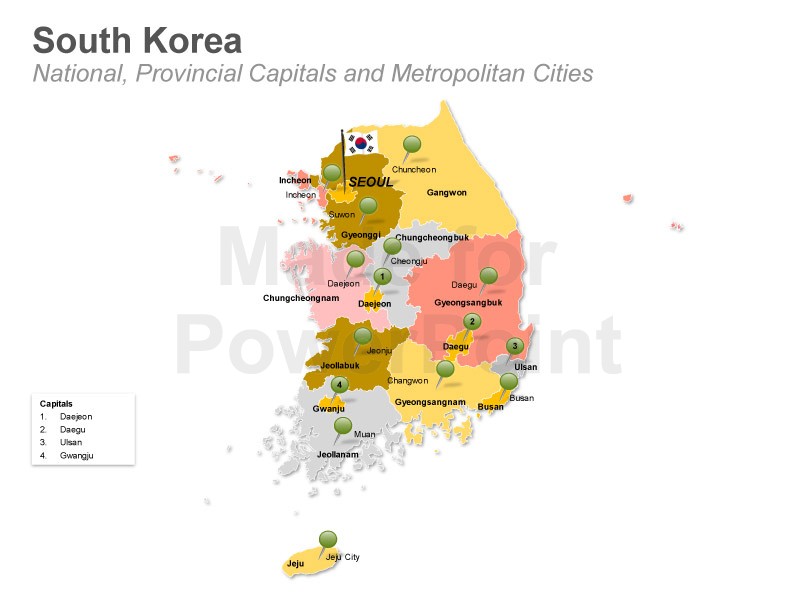 South Korea
National, Provincial Capitals and Metropolitan Cities
Chuncheon
Incheon
SEOUL
Incheon
Gangwon
Suwon
Gyeonggi
Chungcheongbuk
Made for
PowerPoint
Cheongju
Daejeon
1
Daegu
Chungcheongnam
Daejeon
Gyeongsangbuk
2
Daegu
3
Jeonju
Jeollabuk
Ulsan
Changwon
4
Gyeongsangnam
Busan
Busan
Gwanju
Muan
Jeollanam
Capitals
1. Daejeon
2. Daegu
3. Ulsan
4. Gwangju
Jeju City
Jeju